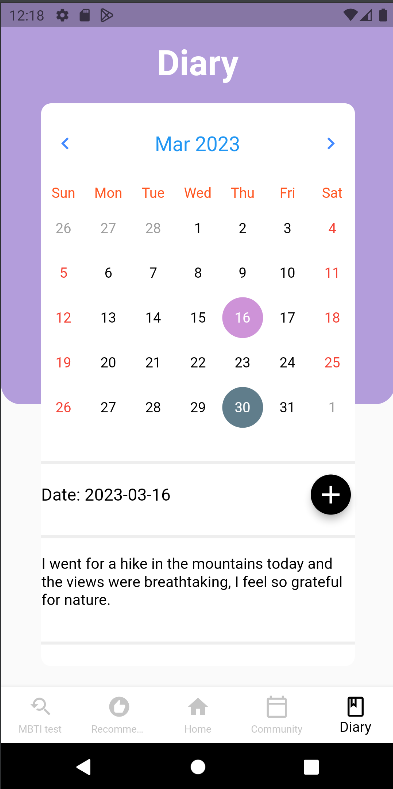 12:18
Diary
Mar 2023
Sun Mon Tue Wed Thu Fri Sat
26 27 28 1 2 3 4
5 6 7 8 9 10 11
12 13 14 15 16 17 18
19 20 21 22 23 24 25
26 27 28 29 30 31 1
Date: 2023-03-16
I went for a hike in the mountains today and
the views were breathtaking, I feel so grateful
for nature.
MBTI test Recomme... Home Community Diary